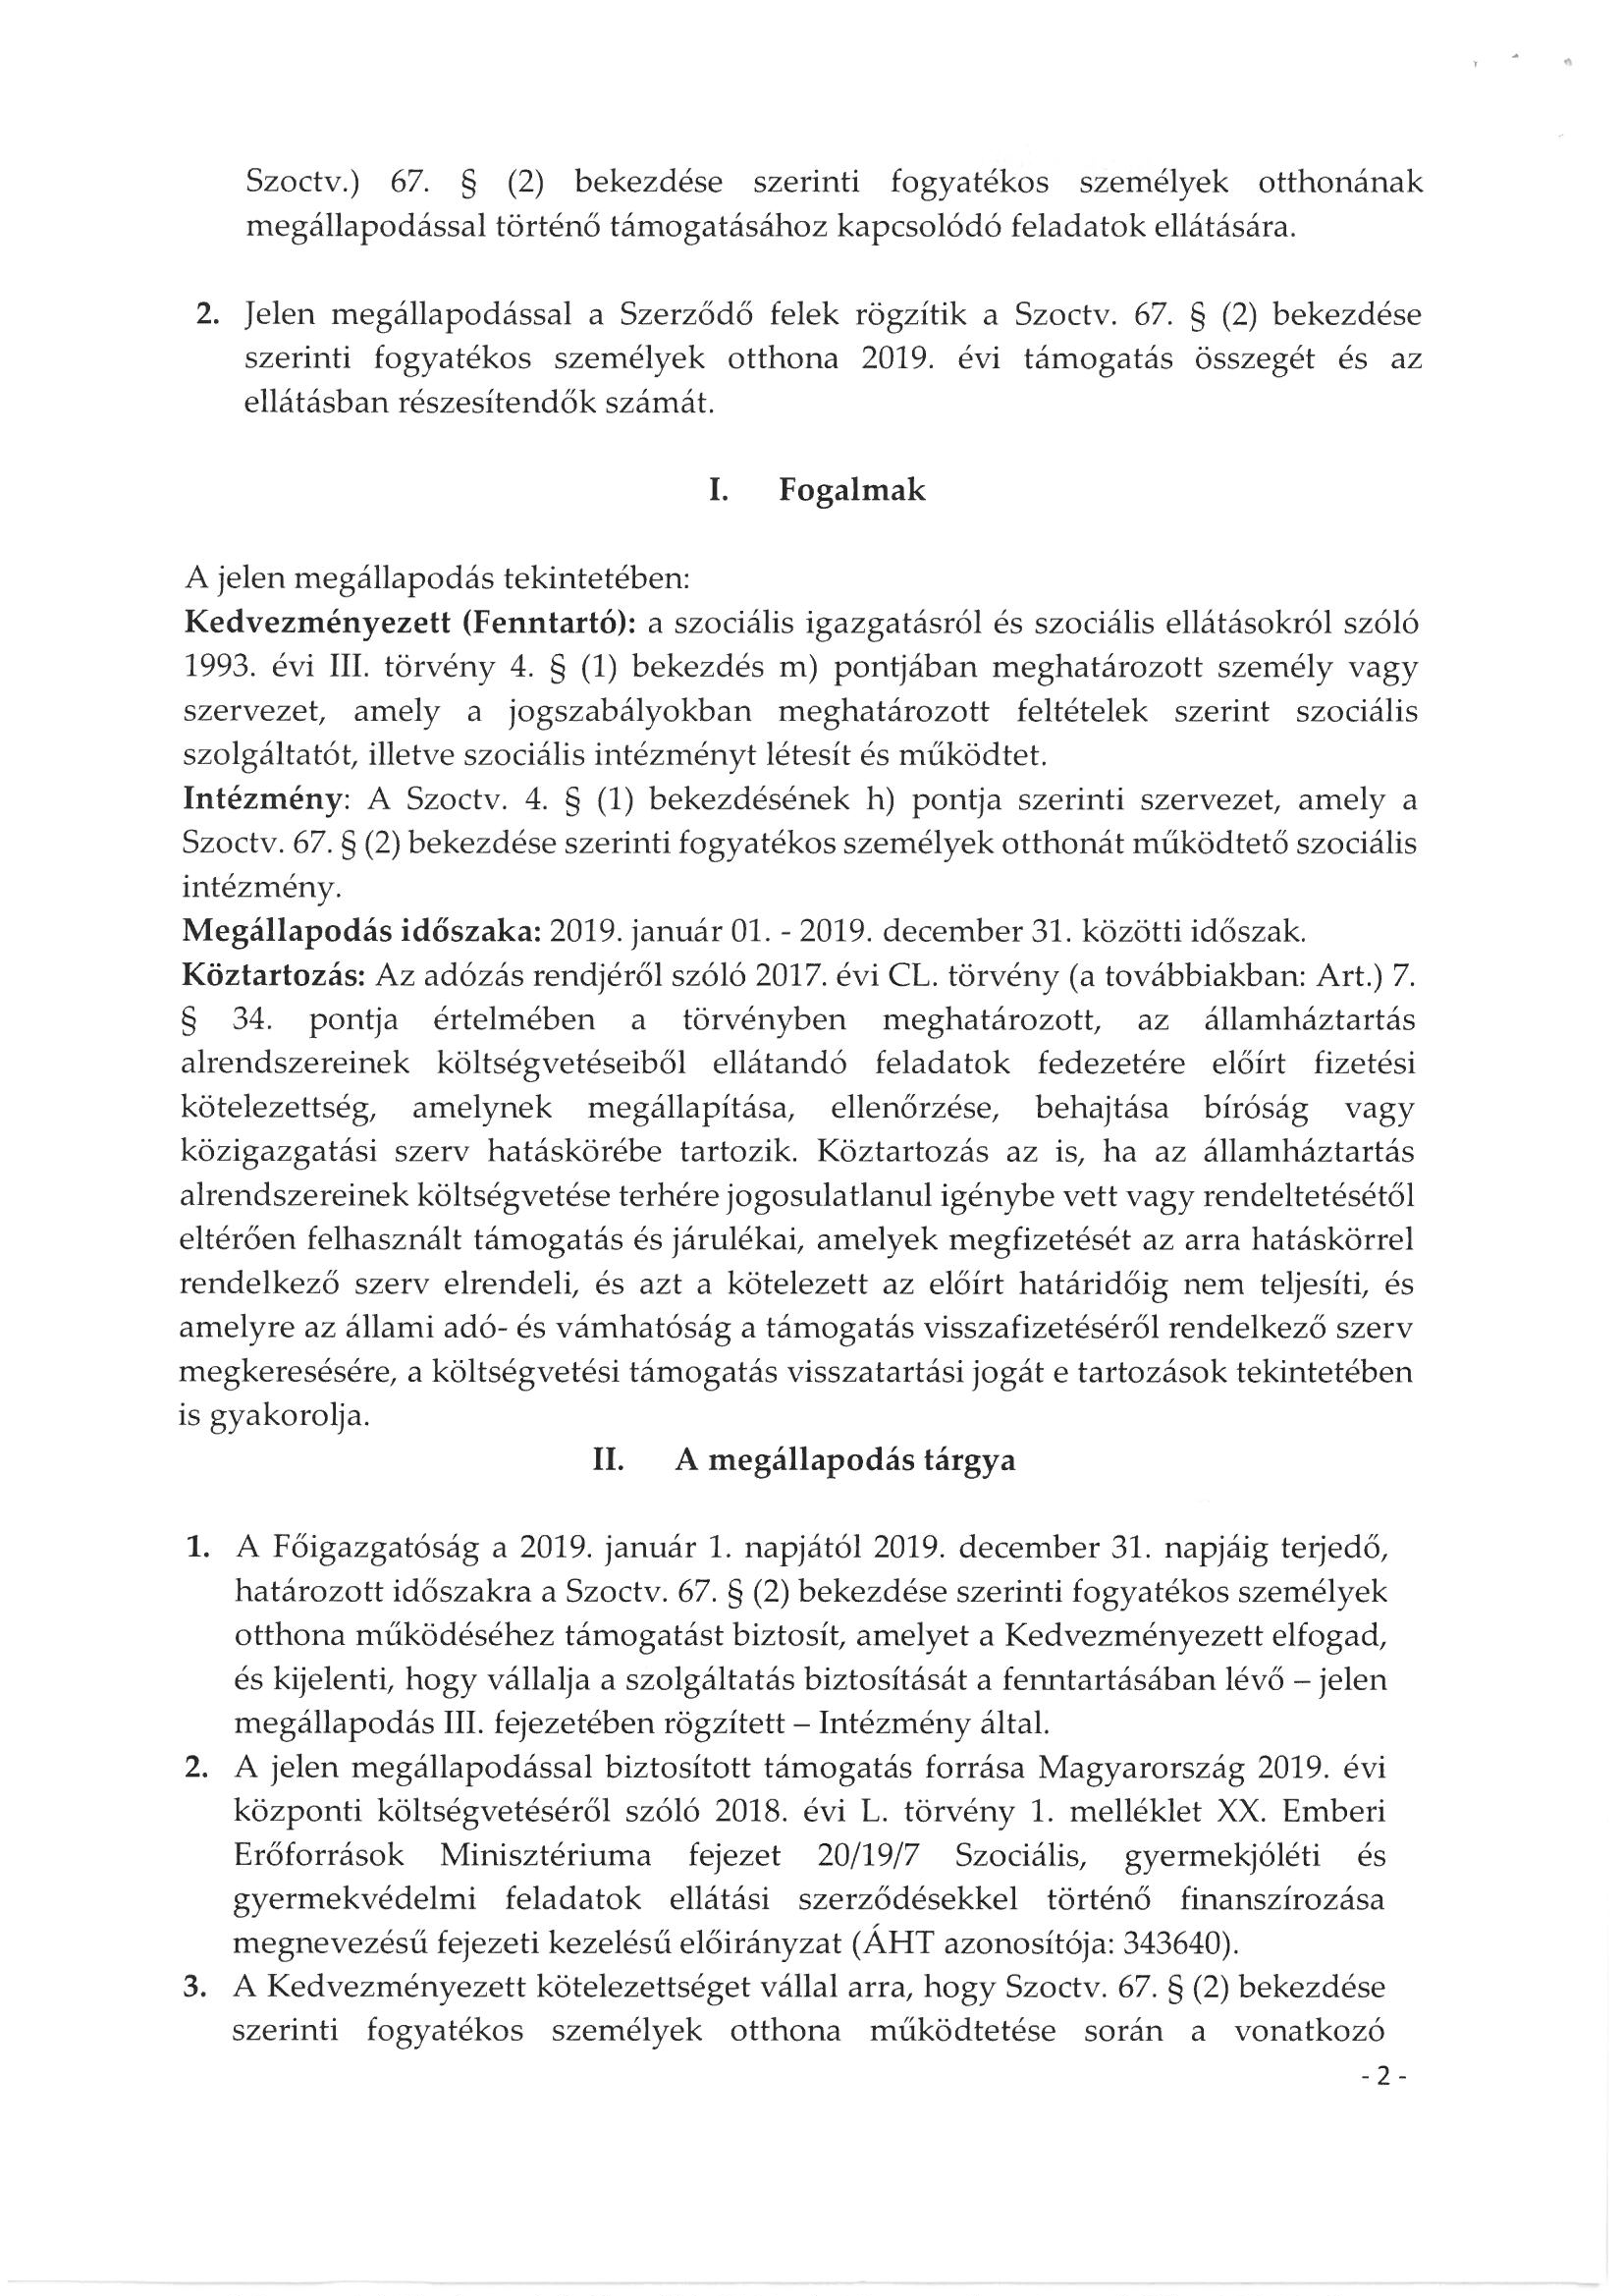 Szoctv.) 67. § (2) bekezdése szerinti fogyatékos személyek otthonának
megállapodással történő támogatásához kapcsolódó feladatok ellátására.
2. Jelen megállapodással a Szerződő felek rögzítik a Szoctv. 67. § (2) bekezdése
szerinti fogyatékos személyek otthona 2019. évi támogatás összegét és az
ellátásban részesítendők számát.
I. Fogalmak
A jelen megállapodás tekintetében:
Kedvezményezett (Fenntartó): a szociális igazgatásról és szociális ellátásokról szóló
1993. évi III. törvény 4. § (1) bekezdés m) pontjában meghatározott személy vagy
szervezet, amely a jogszabályokban meghatározott feltételek szerint szociális
szolgáltatót, illetve szociális intézményt létesít és működtet.
Intézmény: A Szoctv. 4. § (1) bekezdésének h) pontja szerinti szervezet, amely a
Szoctv. 67. § (2) bekezdése szerinti fogyatékos személyek otthonát működtető szociális
intézmény.
Megállapodás időszaka: 2019. január 01. - 2019. december 31. közötti időszak.
Köztartozás: Az adózás rendjéről szóló 2017. évi CL. törvény (a továbbiakban: Art.) 7.
§ 34. pontja értelmében a törvényben meghatározott, az államháztartás
alrendszereinek költségvetéseiből ellátandó feladatok fedezetére előírt fizetési
kötelezettség, amelynek megállapítása, ellenőrzése, behajtása bíróság vagy
közigazgatási szerv hatáskörébe tartozik. Köztartozás az is, ha az államháztartás
alrendszereinek költségvetése terhére jogosulatlanul igénybe vett vagy rendeltetésétől
eltérően felhasznált támogatás és járulékai, amelyek megfizetését az arra hatáskörrel
rendelkező szerv elrendeli, és azt a kötelezett az előírt határidőig nem teljesíti, és
amelyre az állami adó- és vámhatóság a támogatás visszafizetéséről rendelkező szerv
megkeresésére, a költségvetési támogatás visszatartási jogát e tartozások tekintetében
is gyakorolja.
II. A megállapodás tárgya
1. A Főigazgatóság a 2019. január 1. napjától 2019. december 31. napjáig terjedő,
határozott időszakra a Szoctv. 67. § (2) bekezdése szerinti fogyatékos személyek
otthona működéséhez támogatást biztosít, amelyet a Kedvezményezett elfogad,
és kijelenti, hogy vállalja a szolgáltatás biztosítását a fenntartásában lévő – jelen
megállapodás III. fejezetében rögzített – Intézmény által.
2. A jelen megállapodással biztosított támogatás forrása Magyarország 2019. évi
központi költségvetéséről szóló 2018. évi L. törvény 1. melléklet XX. Emberi
Erőforrások Minisztériuma fejezet 20/19/7 Szociális, gyermekjóléti és
gyermekvédelmi feladatok ellátási szerződésekkel történő finanszírozása
megnevezésű fejezeti kezelésű előirányzat (ÁHT azonosítója: 343640).
3. A Kedvezményezett kötelezettséget vállal arra, hogy Szoctv. 67. § (2) bekezdése
szerinti fogyatékos személyek otthona működtetése során a vonatkozó
- 2 -